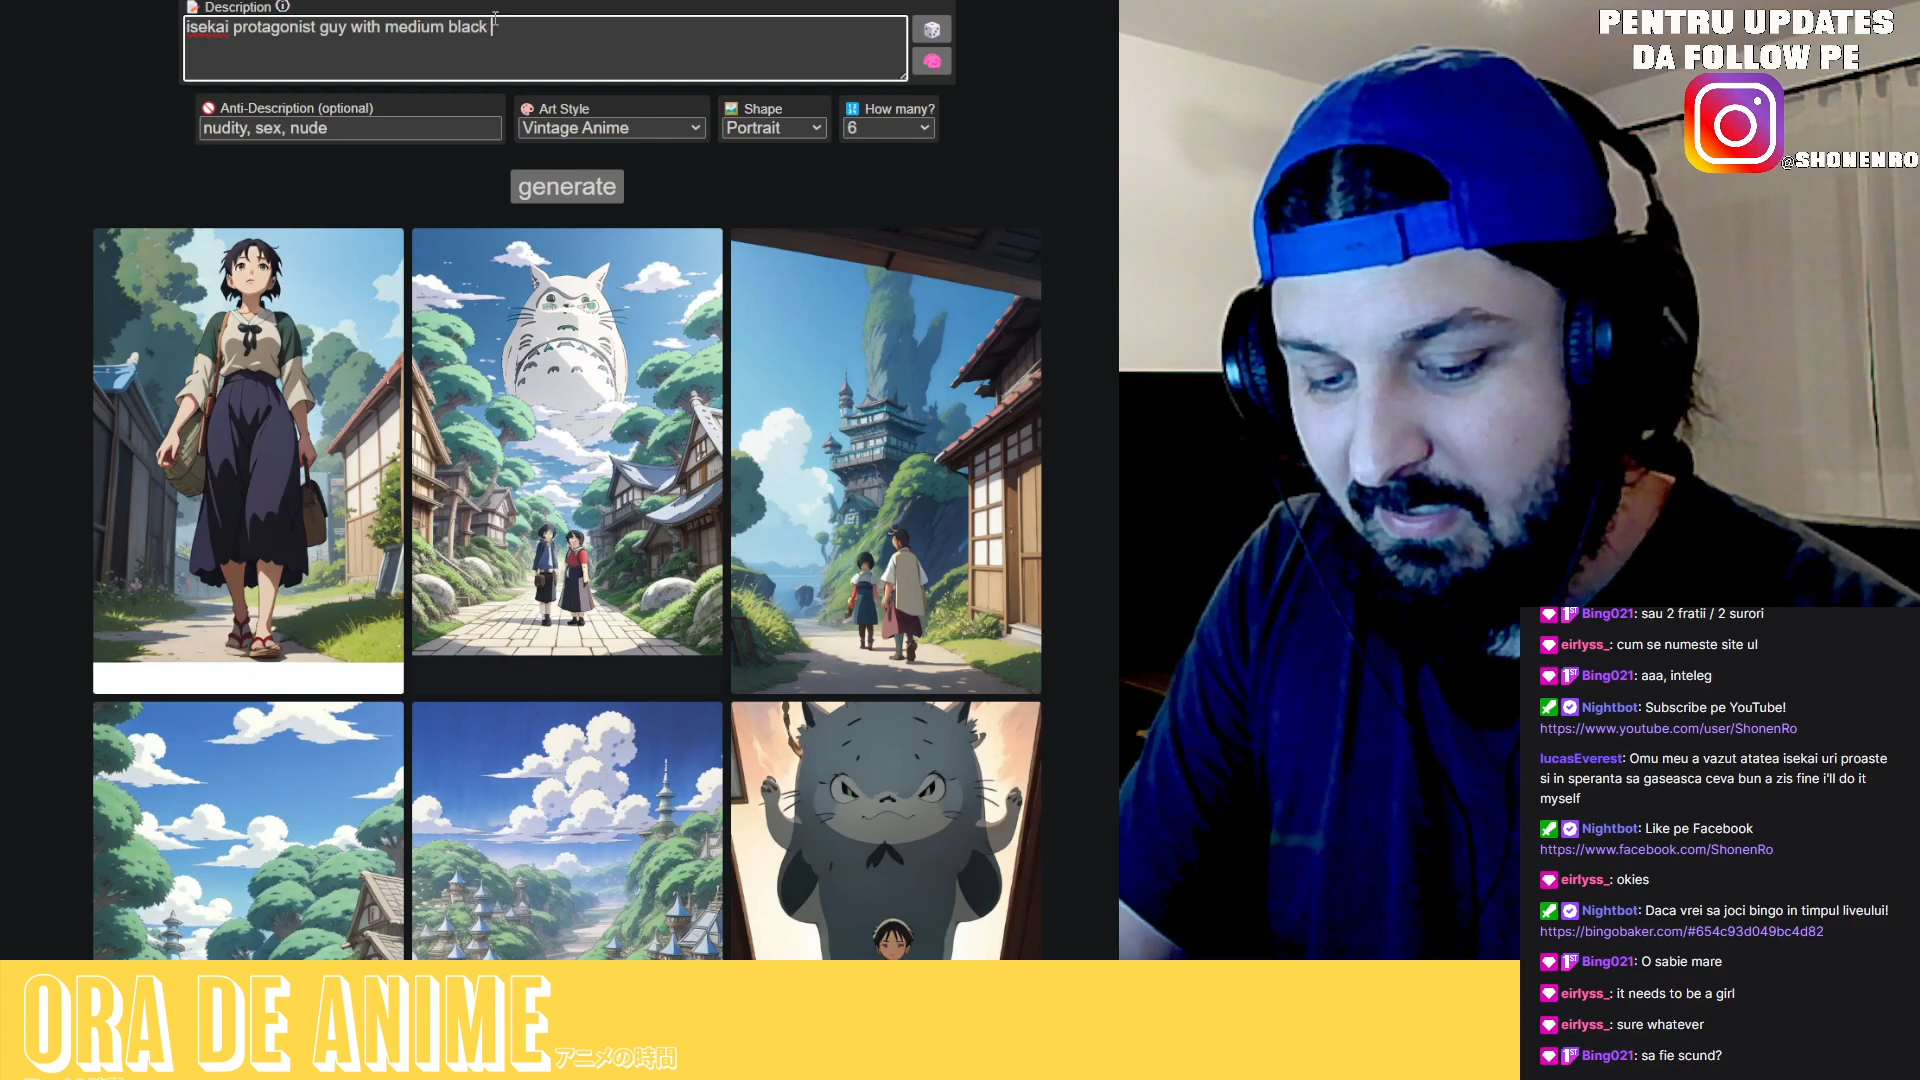 Description
isekai protagonist guy with medium black
Anti-Description (optional)
nudity, sex, nude
Art Style
Vintage Anime
Shape
Portrait
How many?
6
generate
PENTRU UPDATES
DA FOLLOW PE
@SHONENRO
Bing021: sau 2 fratii / 2 surori
eirlyss_: cum se numeste site ul
Bing021: aaa, inteleg
Nightbot: Subscribe pe YouTube!
https://www.youtube.com/user/ShonenRo
lucasEverest: Omu meu a vazut atatea isekai uri proaste
si in speranta sa gaseasca ceva bun a zis fine i'll do it
myself
Nightbot: Like pe Facebook
https://www.facebook.com/ShonenRo
eirlyss_: okies
Nightbot: Daca vrei sa joci bingo in timpul liveului!
https://bingobaker.com/#654c93d049bc4d82
Bing021: O sabie mare
eirlyss_: it needs to be a girl
eirlyss_: sure whatever
Bing021: sa fie scund?
ORA DE ANIME
アニメの時間